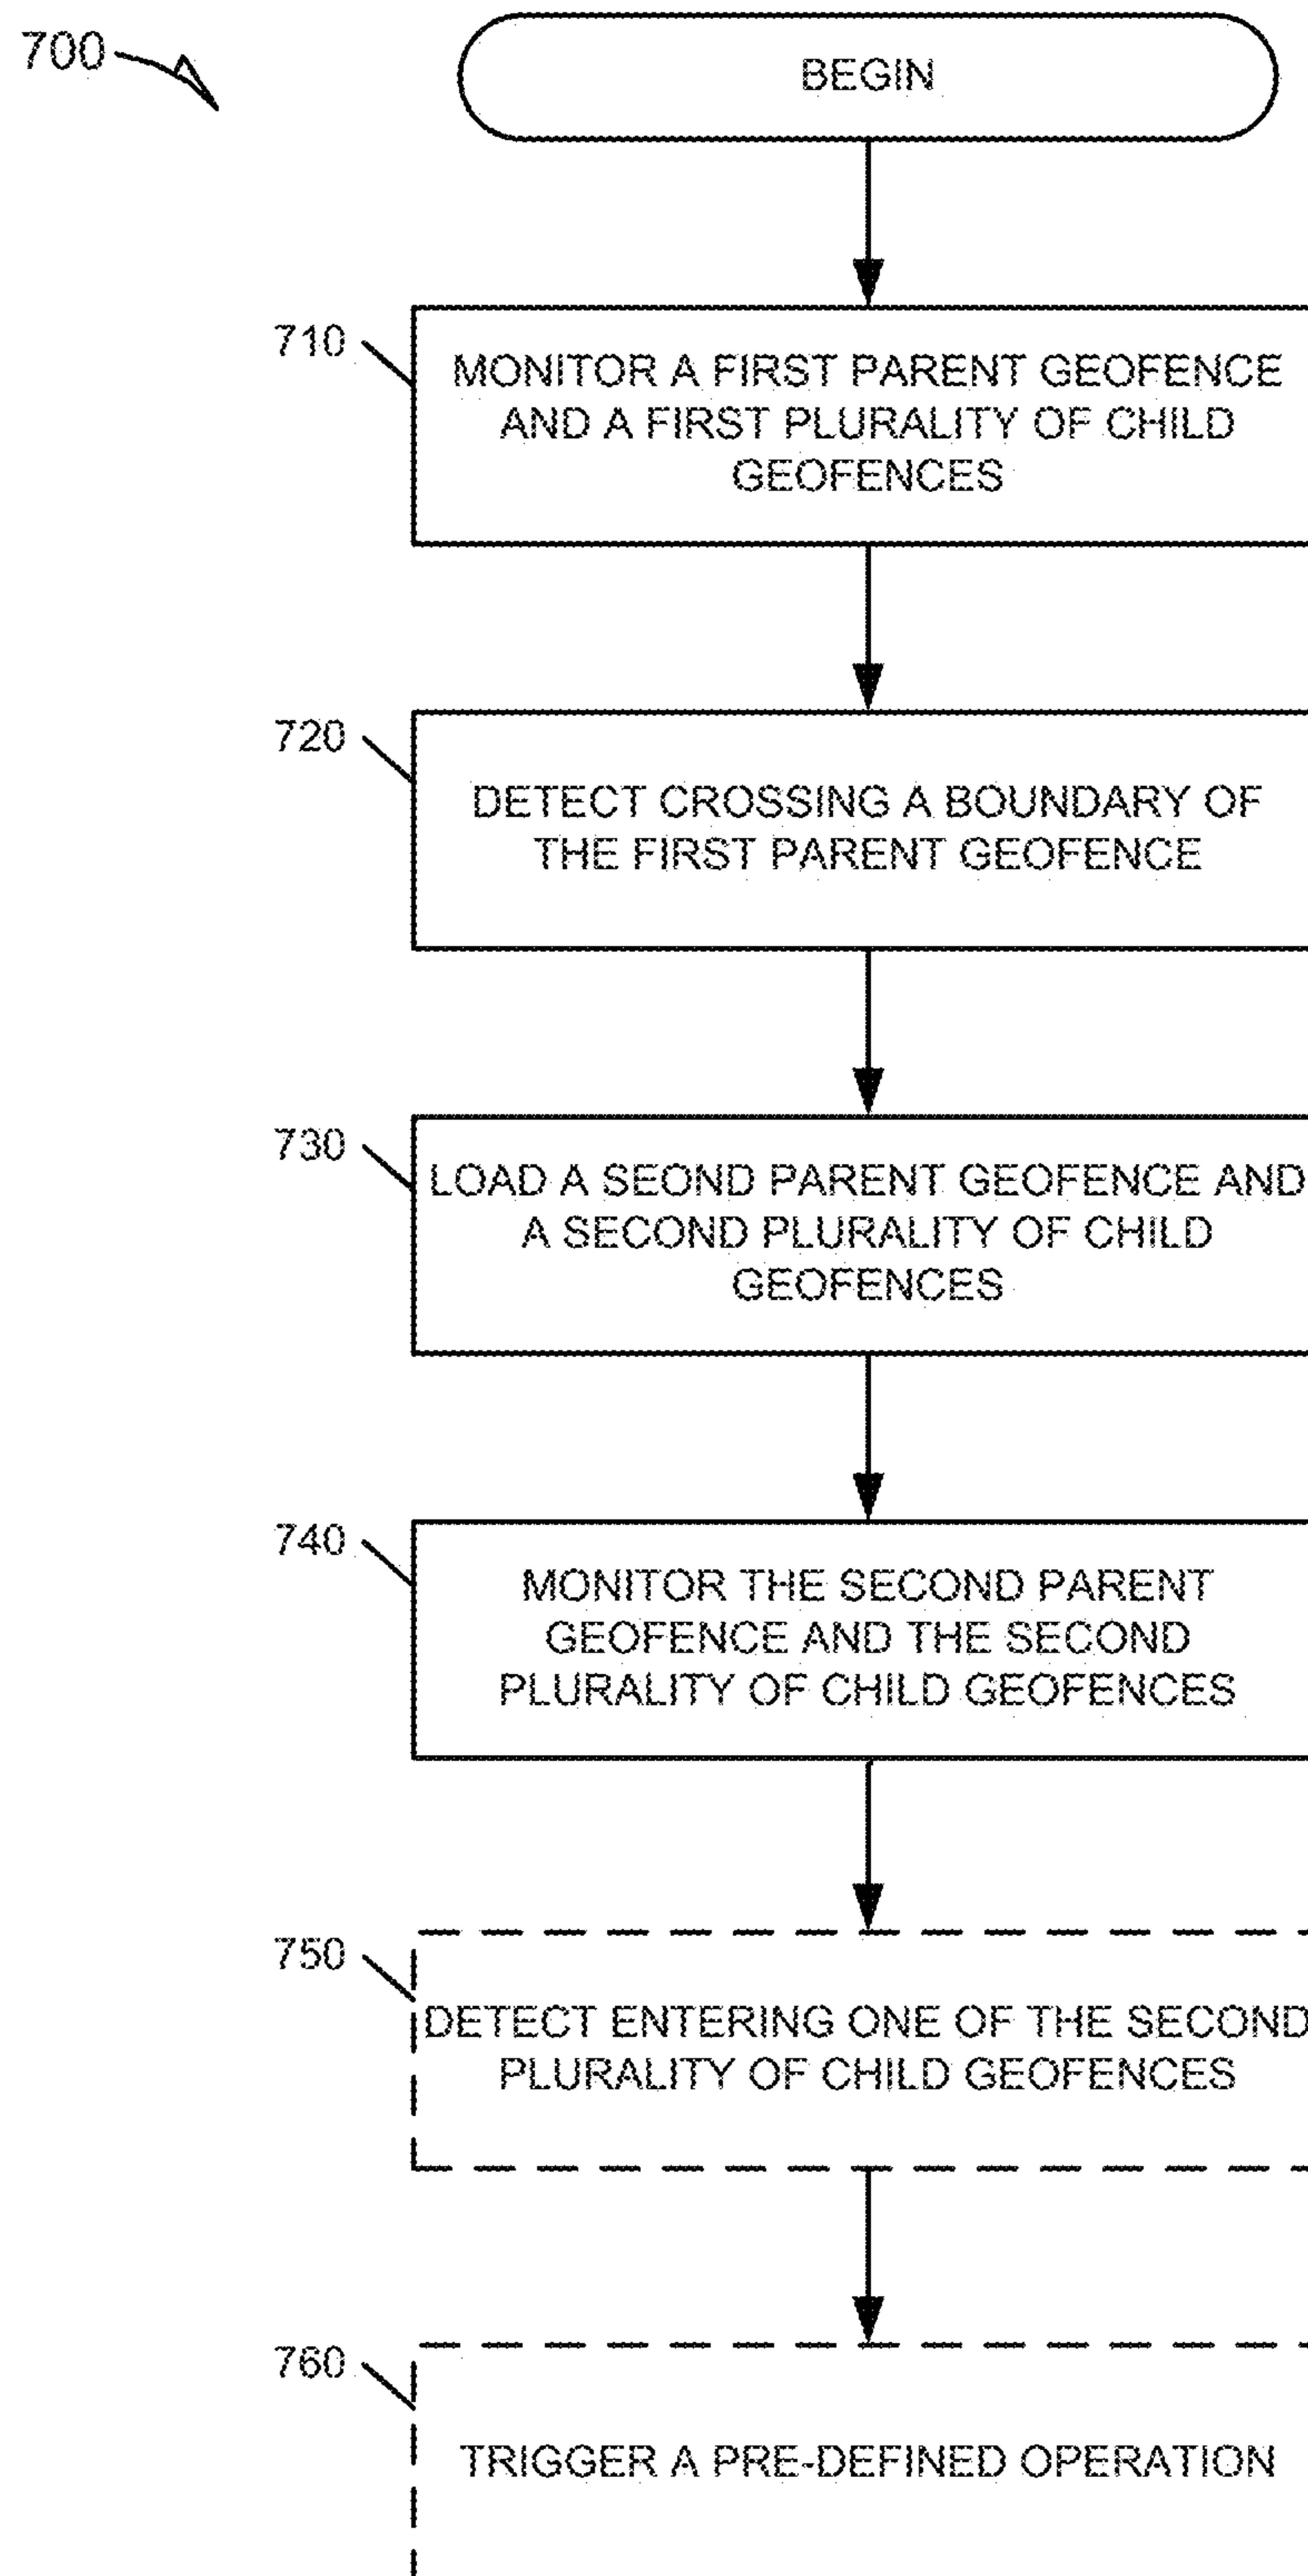 700
BEGIN
710
MONITOR A FIRST PARENT GEOFENCE
AND A FIRST PLURALITY OF CHILD
GEOFENCES
720
DETECT CROSSING A BOUNDARY OF
THE FIRST PARENT GEOFENCE
730
LOAD A SEOND PARENT GEOFENCE AND
A SECOND PLURALITY OF CHILD
GEOFENCES
740
MONITOR THE SECOND PARENT
GEOFENCE AND THE SECOND
PLURALITY OF CHILD GEOFENCES
750
DETECT ENTERING ONE OF THE SECOND
PLURALITY OF CHILD GEOFENCES
760
TRIGGER A PRE-DEFINED OPERATION